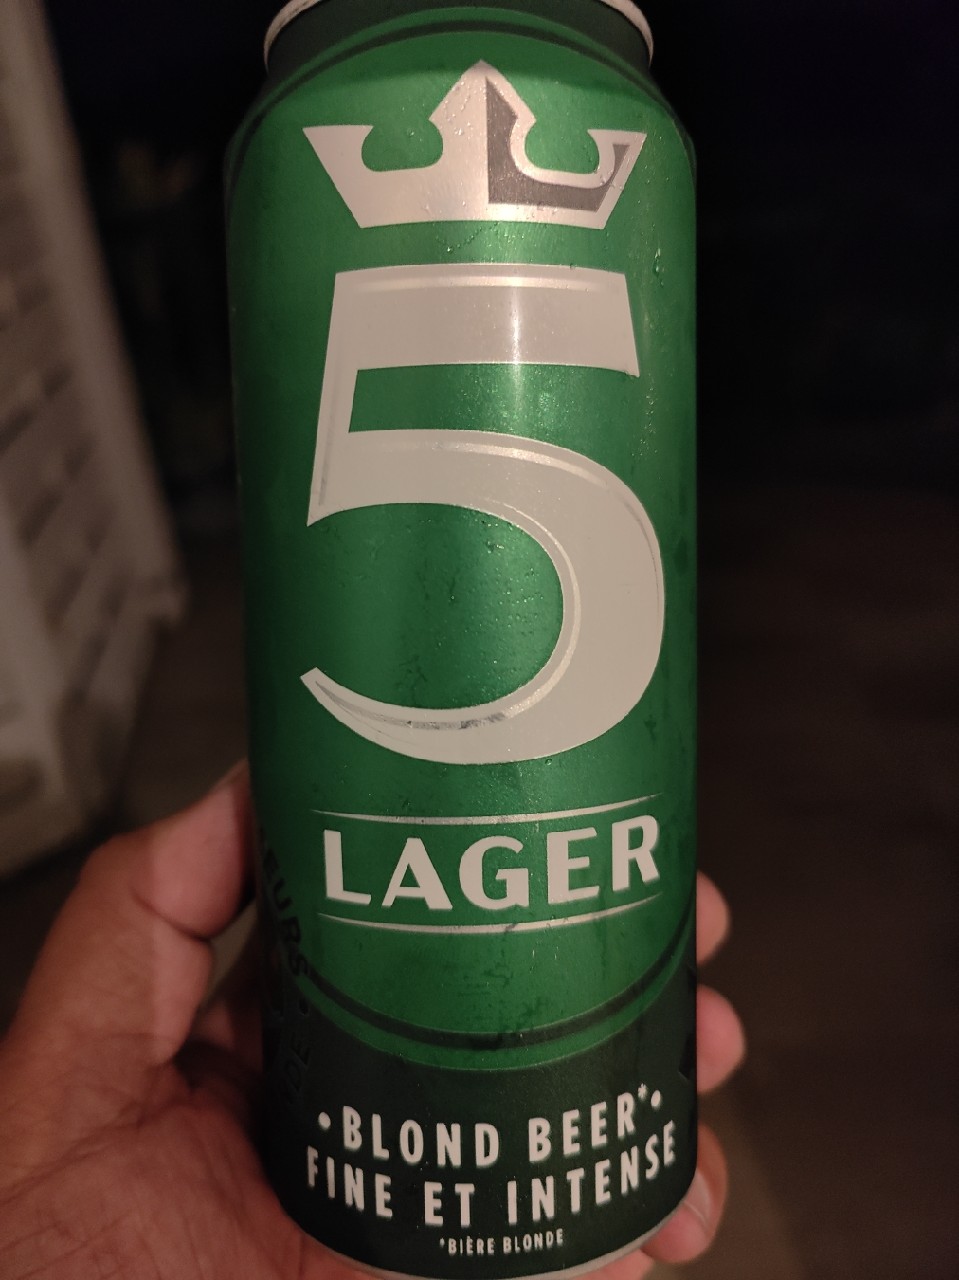 5
LAGER
•BLOND BEER*•
FINE ET INTENSE
*BIÈRE BLONDE